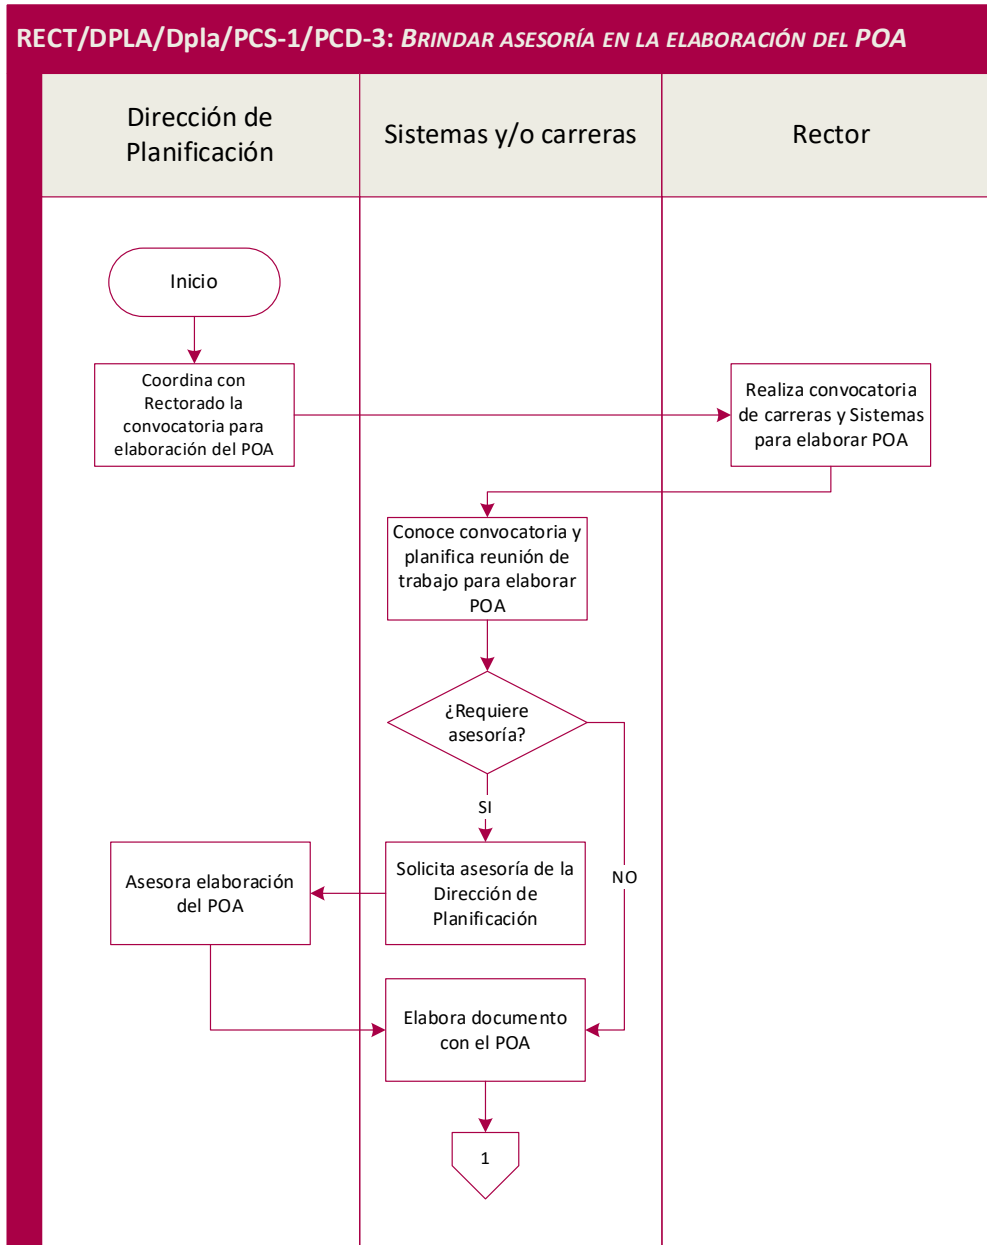 RECT/DPLA/Dpla/PCS-1/PCD-3: BRINDAR ASESORÍA EN LA ELABORACIÓN DEL POA
Dirección de
Planificación
Sistemas y/o carreras
Rector
Inicio
Coordina con
Rectorado la
convocatoria para
elaboración del POA
Realiza convocatoria
de carreras y Sistemas
para elaborar POA
Conoce convocatoria y
planifica reunión de
trabajo para elaborar
POA
¿Requiere
asesoría?
SI
NO
Solicita asesoría de la
Dirección de
Planificación
Asesora elaboración
del POA
Elabora documento
con el POA
1